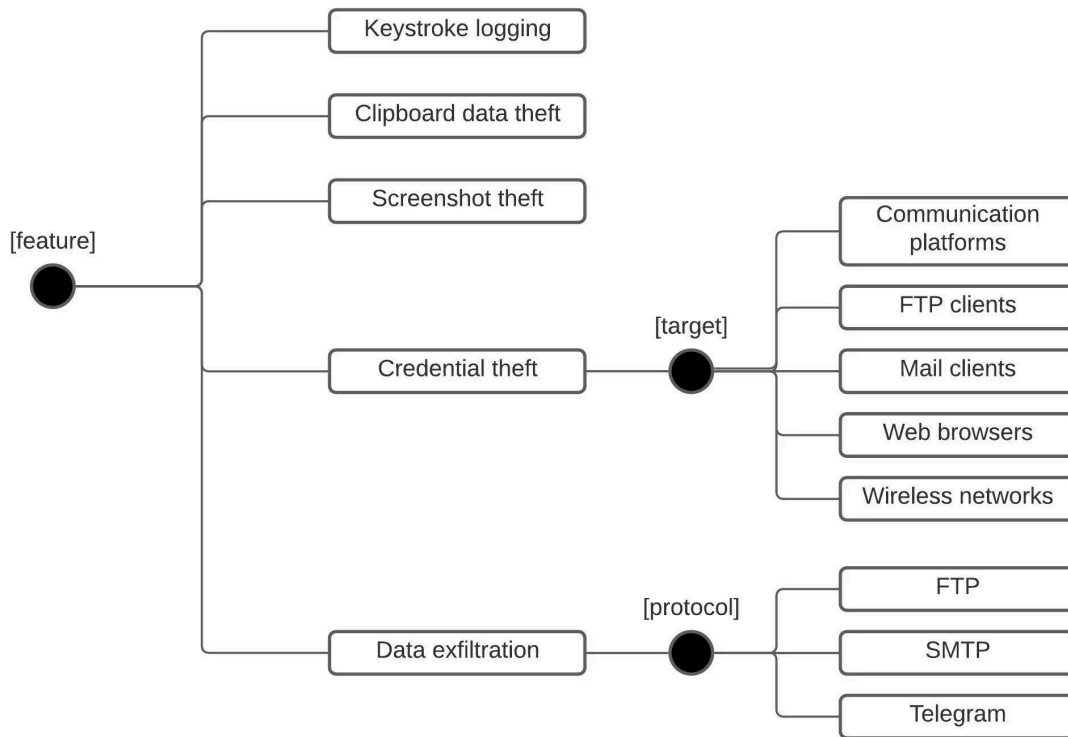 Keystroke logging
Clipboard data theft
Screenshot theft
[feature]
Credential theft
[target]
Communication
platforms
FTP clients
Mail clients
Web browsers
Wireless networks
Data exfiltration
[protocol]
FTP
SMTP
Telegram